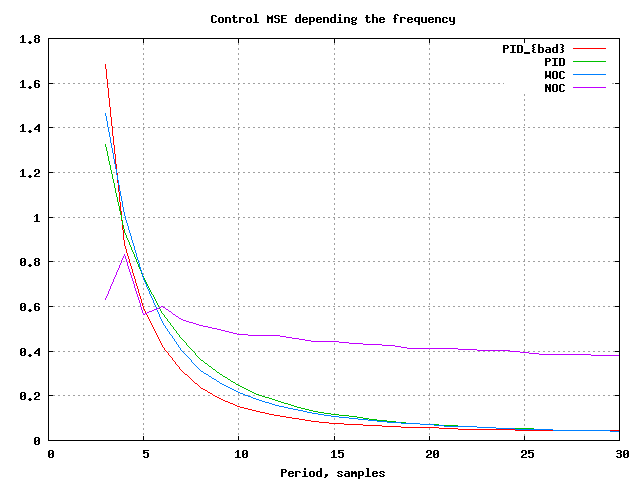 Control MSE depending the frequency
1.8
1.6
1.4
1.2
1
0.8
0.6
0.4
0.2
0
PID_{bad}
PID
WOC
NOC
0 5 10 15 20 25 30
Period, samples